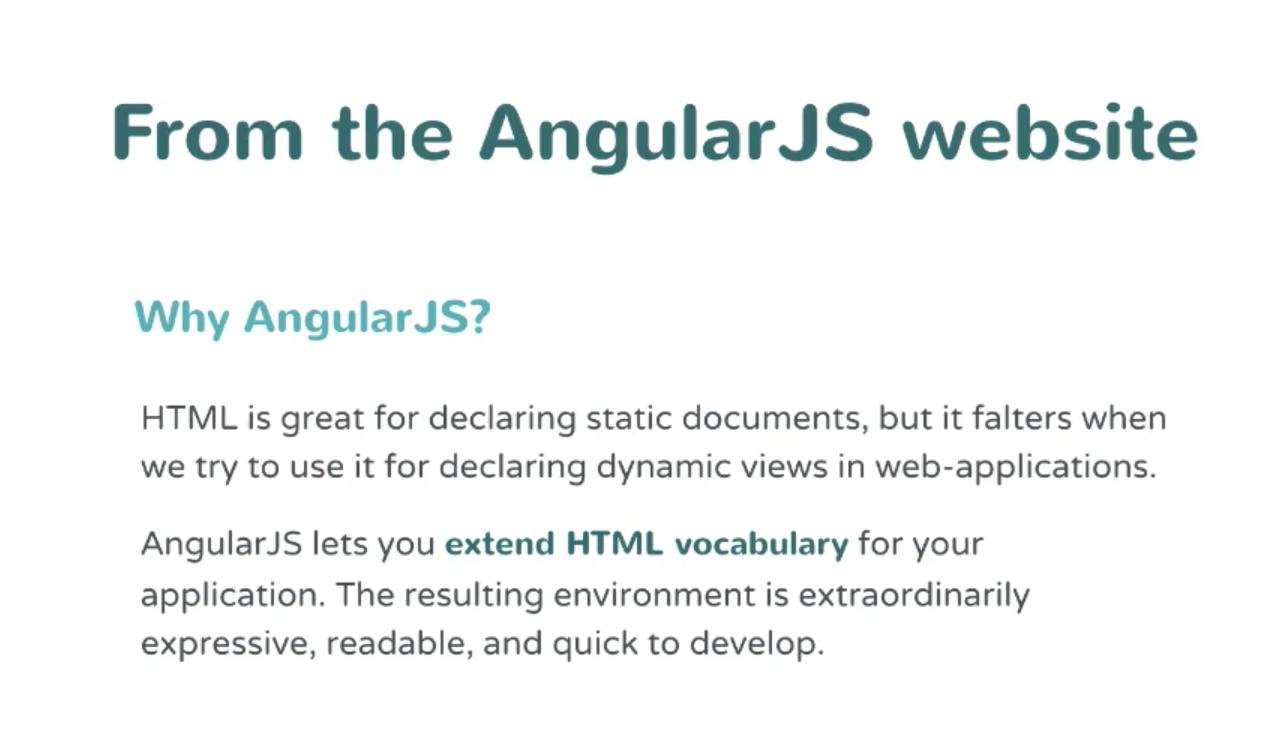 From the AngularJS website
Why AngularJS?
HTML is great for declaring static documents, but it falters when
we try to use it for declaring dynamic views in web-applications.
AngularJS lets you extend HTML vocabulary for your
application. The resulting environment is extraordinarily
expressive, readable, and quick to develop.